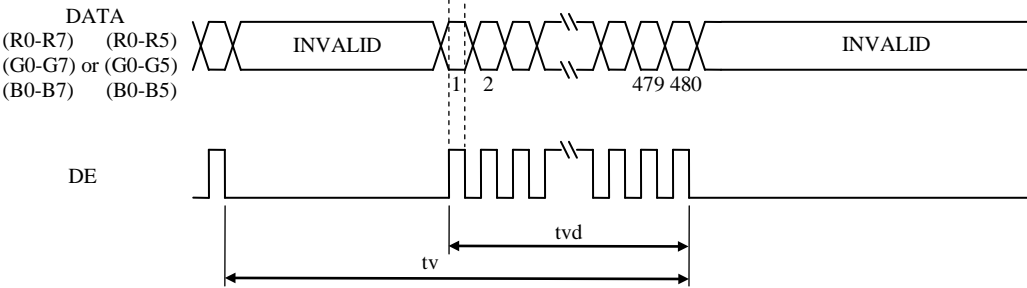 DATA
(R0-R7) (R0-R5)
(G0-G7) or (G0-G5)
(B0-B7) (B0-B5)
INVALID
INVALID
1 2 479 480
DE
tvd
tv